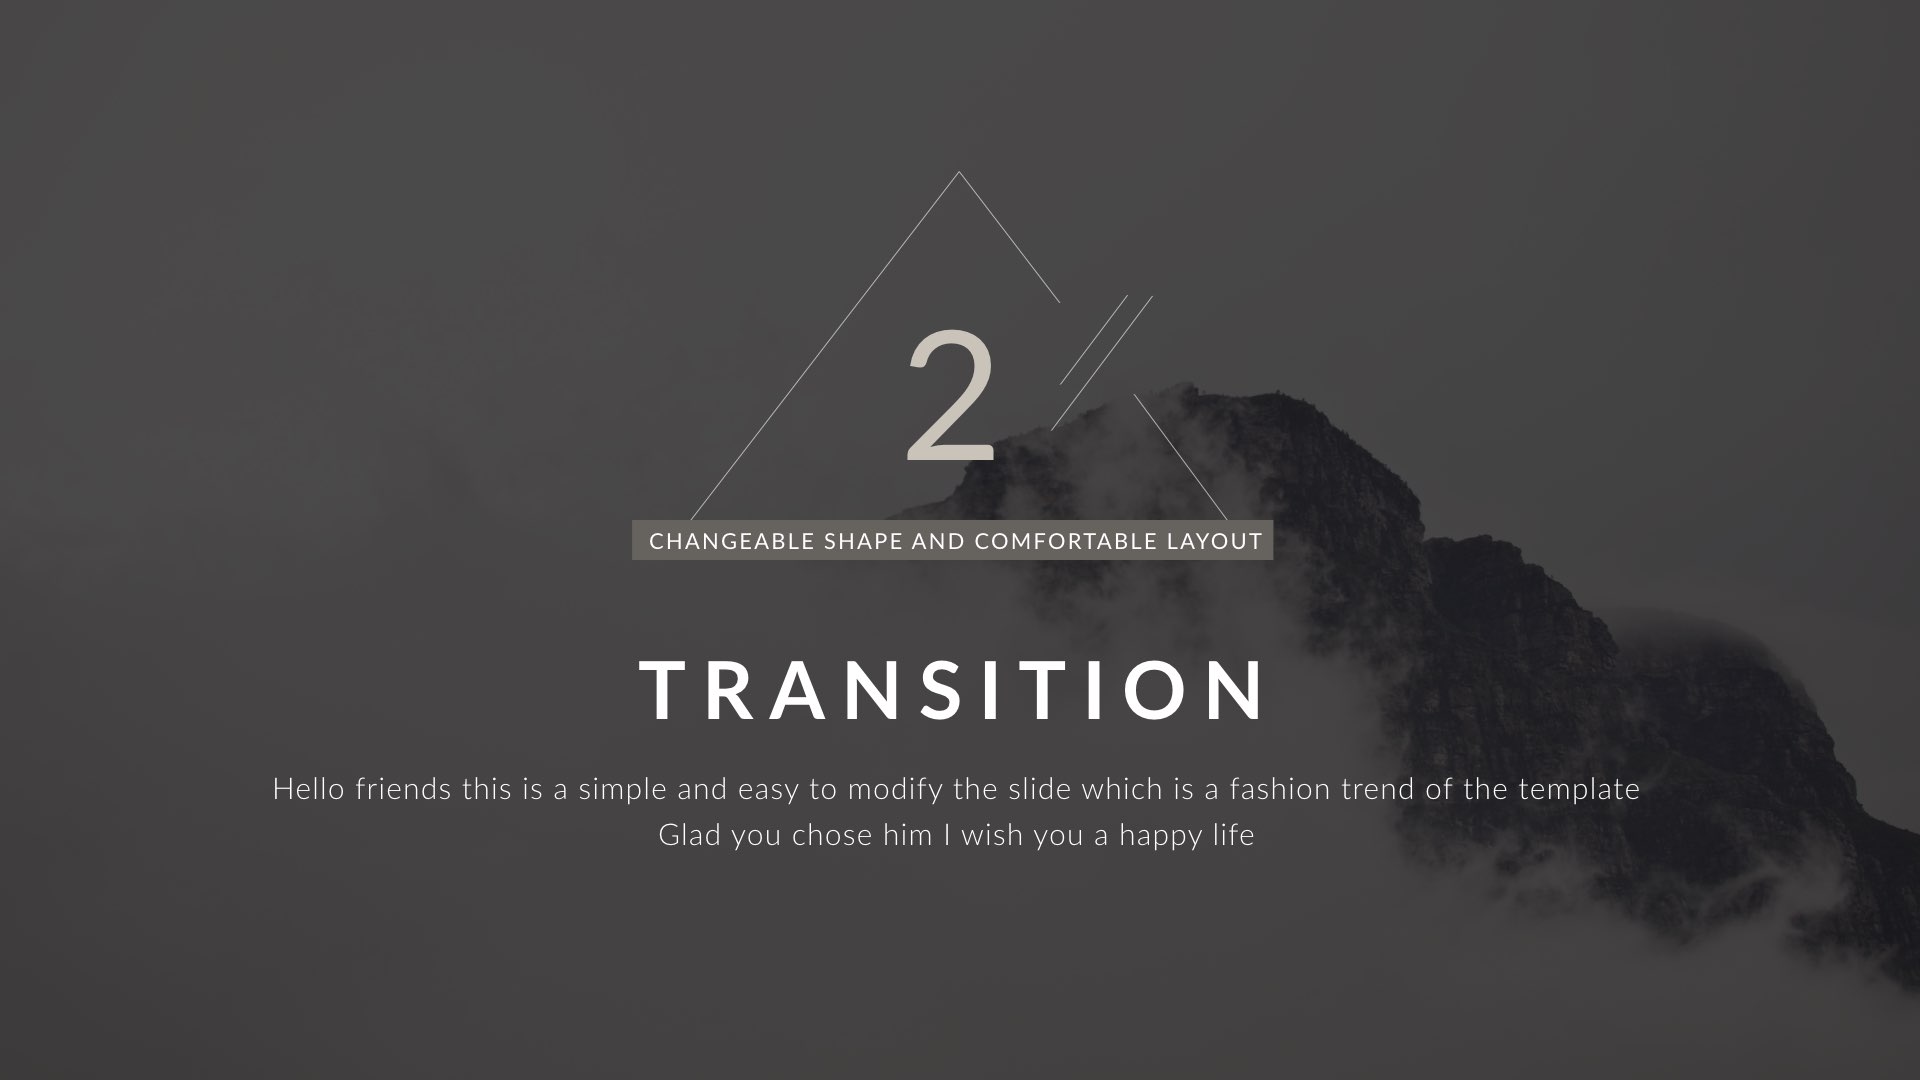 2
CHANGEABLE SHAPE AND COMFORTABLE LAYOUT
TRANSITION
Hello friends this is a simple and easy to modify the slide which is a fashion trend of the template
Glad you chose him I wish you a happy life